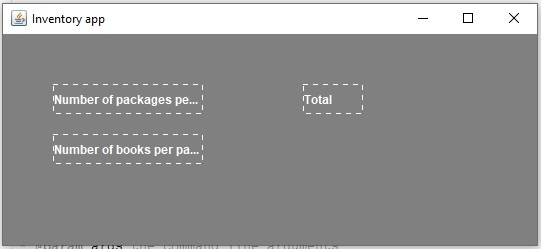 Inventory app
Number of packages pe... Total
Number of books per pa...
* @param args the command line arguments